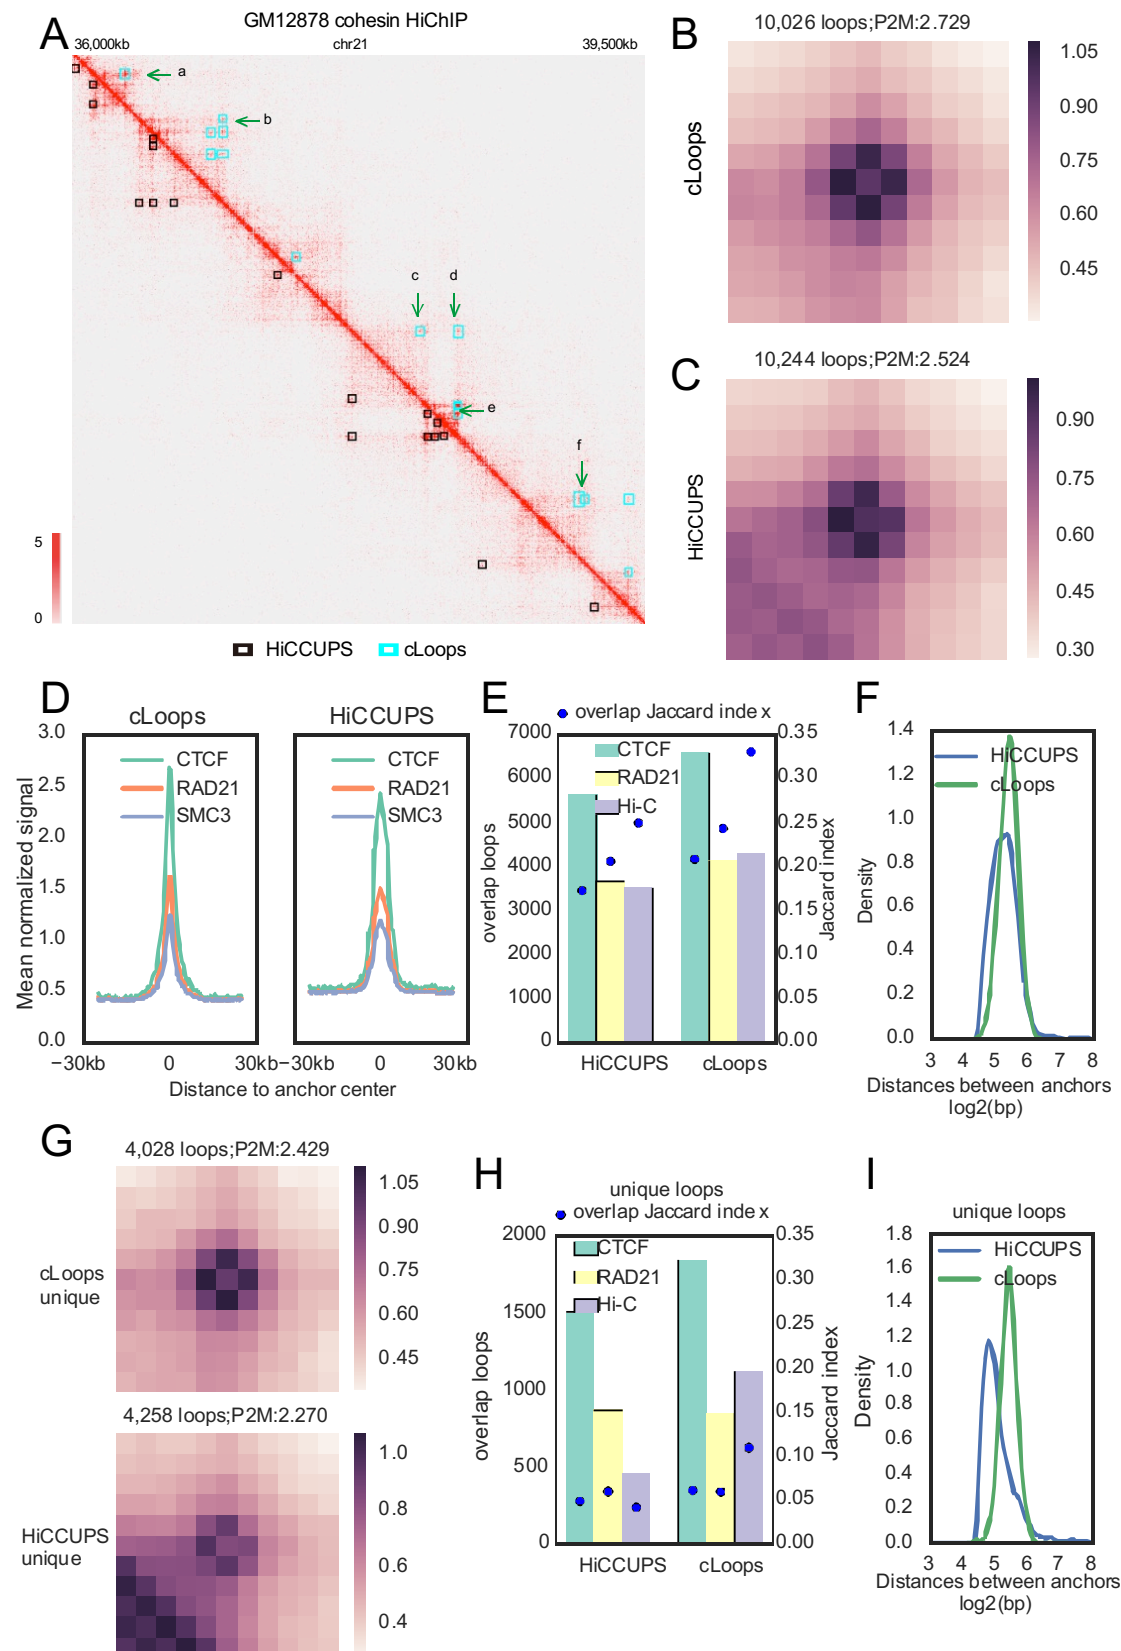 A
GM12878 cohesin HiChIP
36,000kb
chr21
39,500kb
a
b
c
d
e
f
5
0
HiCCUPS
cLoops
B
10,026 loops;P2M:2.729
cLoops
1.05
0.90
0.75
0.60
0.45
C
10,244 loops;P2M:2.524
HiCCUPS
0.90
0.75
0.60
0.45
0.30
D
cLoops
HiCCUPS
3.0
2.5
2.0
1.5
1.0
0.5
0.0
Mean normalized signal
CTCF
RAD21
SMC3
CTCF
RAD21
SMC3
−30kb
0
30kb
−30kb
0
30kb
Distance to anchor center
E
overlap Jaccard index
7000
6000
5000
4000
3000
2000
1000
0
overlap loops
CTCF
RAD21
Hi-C
0.35
0.30
0.25
0.20
0.15
0.10
0.05
0.00
Jaccard index
HiCCUPS
cLoops
F
1.4
1.2
1.0
0.8
0.6
0.4
0.2
0.0
Density
HiCCUPS
cLoops
3 4 5 6 7 8
Distances between anchors
log2(bp)
G
4,028 loops;P2M:2.429
cLoops
unique
1.05
0.90
0.75
0.60
0.45
4,258 loops;P2M:2.270
HiCCUPS
unique
1.0
0.8
0.6
0.4
H
unique loops
overlap Jaccard index
2000
1500
1000
500
0
overlap loops
CTCF
RAD21
Hi-C
0.35
0.30
0.25
0.20
0.15
0.10
0.05
0.00
Jaccard index
HiCCUPS
cLoops
I
unique loops
1.8
1.6
1.4
1.2
1.0
0.8
0.6
0.4
0.2
0.0
Density
HiCCUPS
cLoops
3 4 5 6 7 8
Distances between anchors
log2(bp)